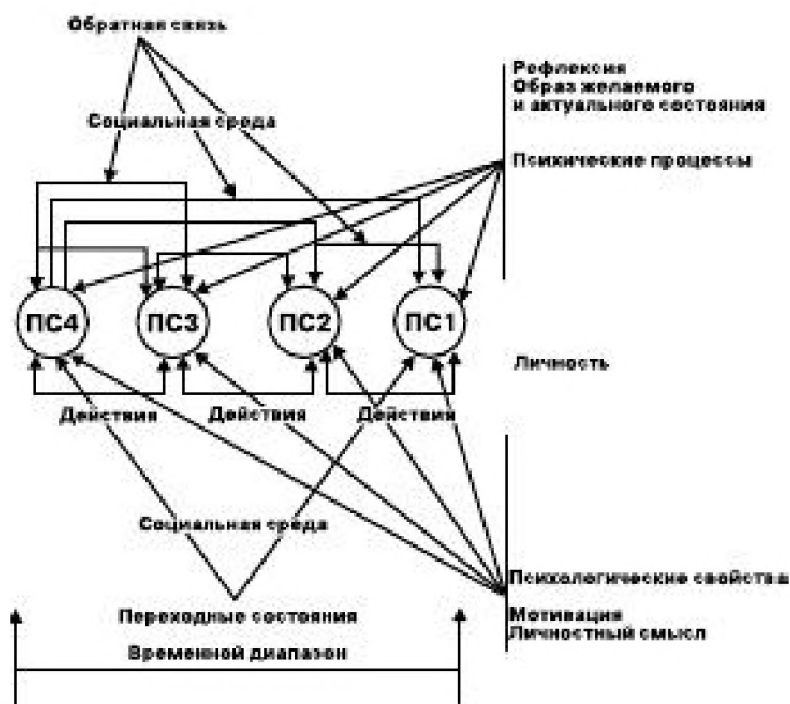 Обратная связь
Рефлексия
Образ желаемого
и актуального состояния
Социальная среда
Психические процессы
ПС4 ПС3 ПС2 ПС1
Личность
Действия Действия Действия
Социальная среда
Психологические свойства
Переходные состояния
Мотивация
Личностный смысл
Временной диапазон